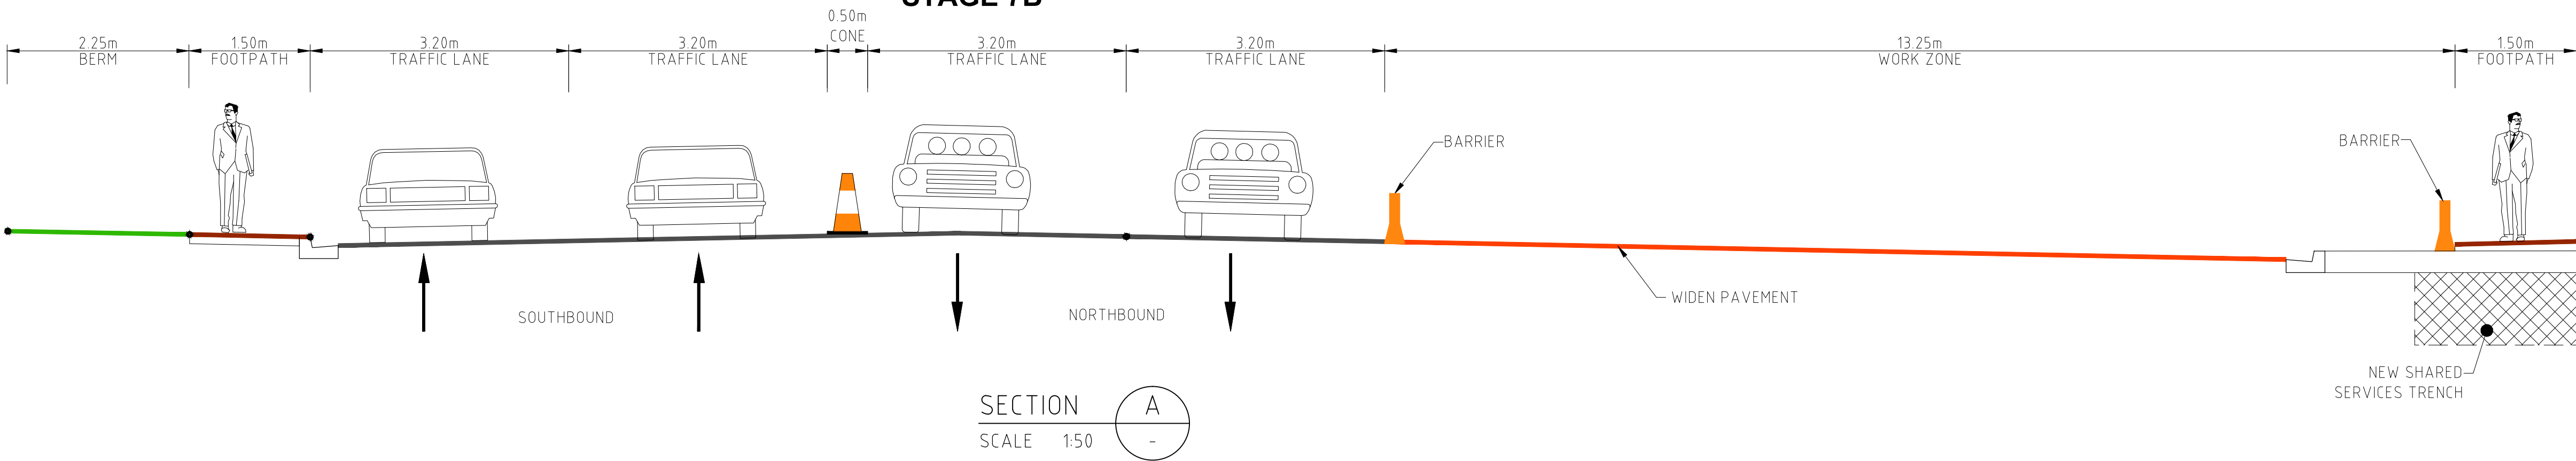 STAGE 7B
0.50m
CONE
2.25m
BERM
1.50m
FOOTPATH
3.20m
TRAFFIC LANE
3.20m
TRAFFIC LANE
3.20m
TRAFFIC LANE
3.20m
TRAFFIC LANE
13.25m
WORK ZONE
1.50m
FOOTPATH
BARRIER
BARRIER
WIDEN PAVEMENT
SOUTHBOUND
NORTHBOUND
NEW SHARED
SERVICES TRENCH
SECTION A
SCALE 1:50 -